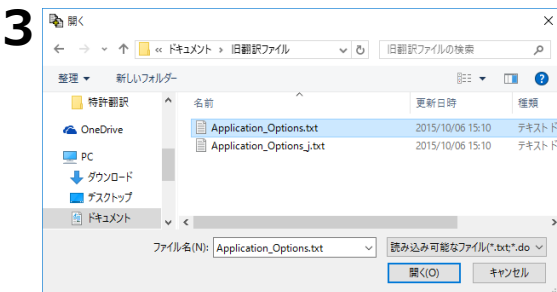 3
開く
« ドキュメント › 旧翻訳ファイル
旧翻訳ファイルの検索
整理 ▼ 新しいフォルダー
特許翻訳
OneDrive
PC
ダウンロード
デスクトップ
ドキュメント
名前 更新日時 種類
Application_Options.txt 2015/10/06 15:10 テキスト ド
Application_Options_j.txt 2015/10/06 15:10 テキスト ド
ファイル名(N): Application_Options.txt 読み込み可能なファイル(*.txt;*.do
開く(O) キャンセル